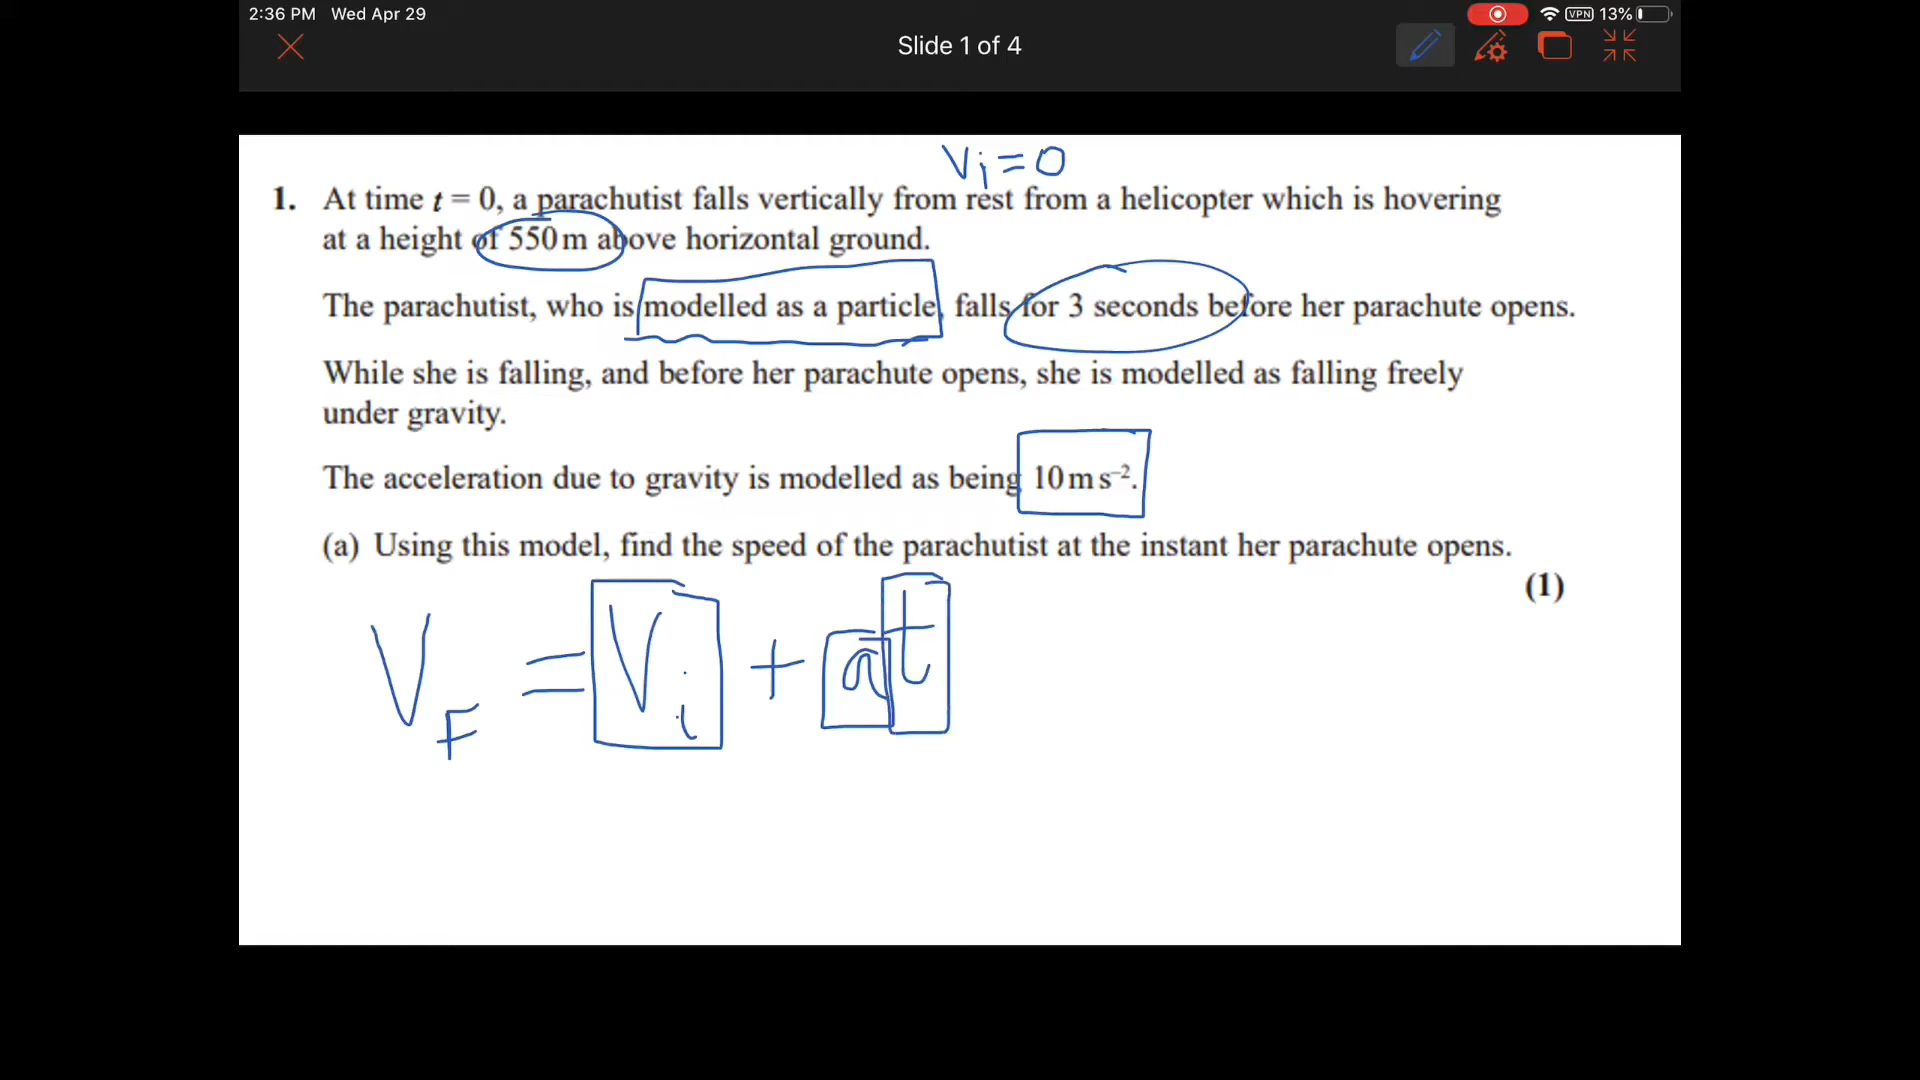 2:36 PM Wed Apr 29
VPN 13%
Slide 1 of 4
Vi=0
1. At time t = 0, a parachutist falls vertically from rest from a helicopter which is hovering
at a height of 550 m above horizontal ground.
The parachutist, who is modelled as a particle, falls for 3 seconds before her parachute opens.
While she is falling, and before her parachute opens, she is modelled as falling freely
under gravity.
The acceleration due to gravity is modelled as being 10 m s⁻².
(a) Using this model, find the speed of the parachutist at the instant her parachute opens.
(1)
VF = Vi + at